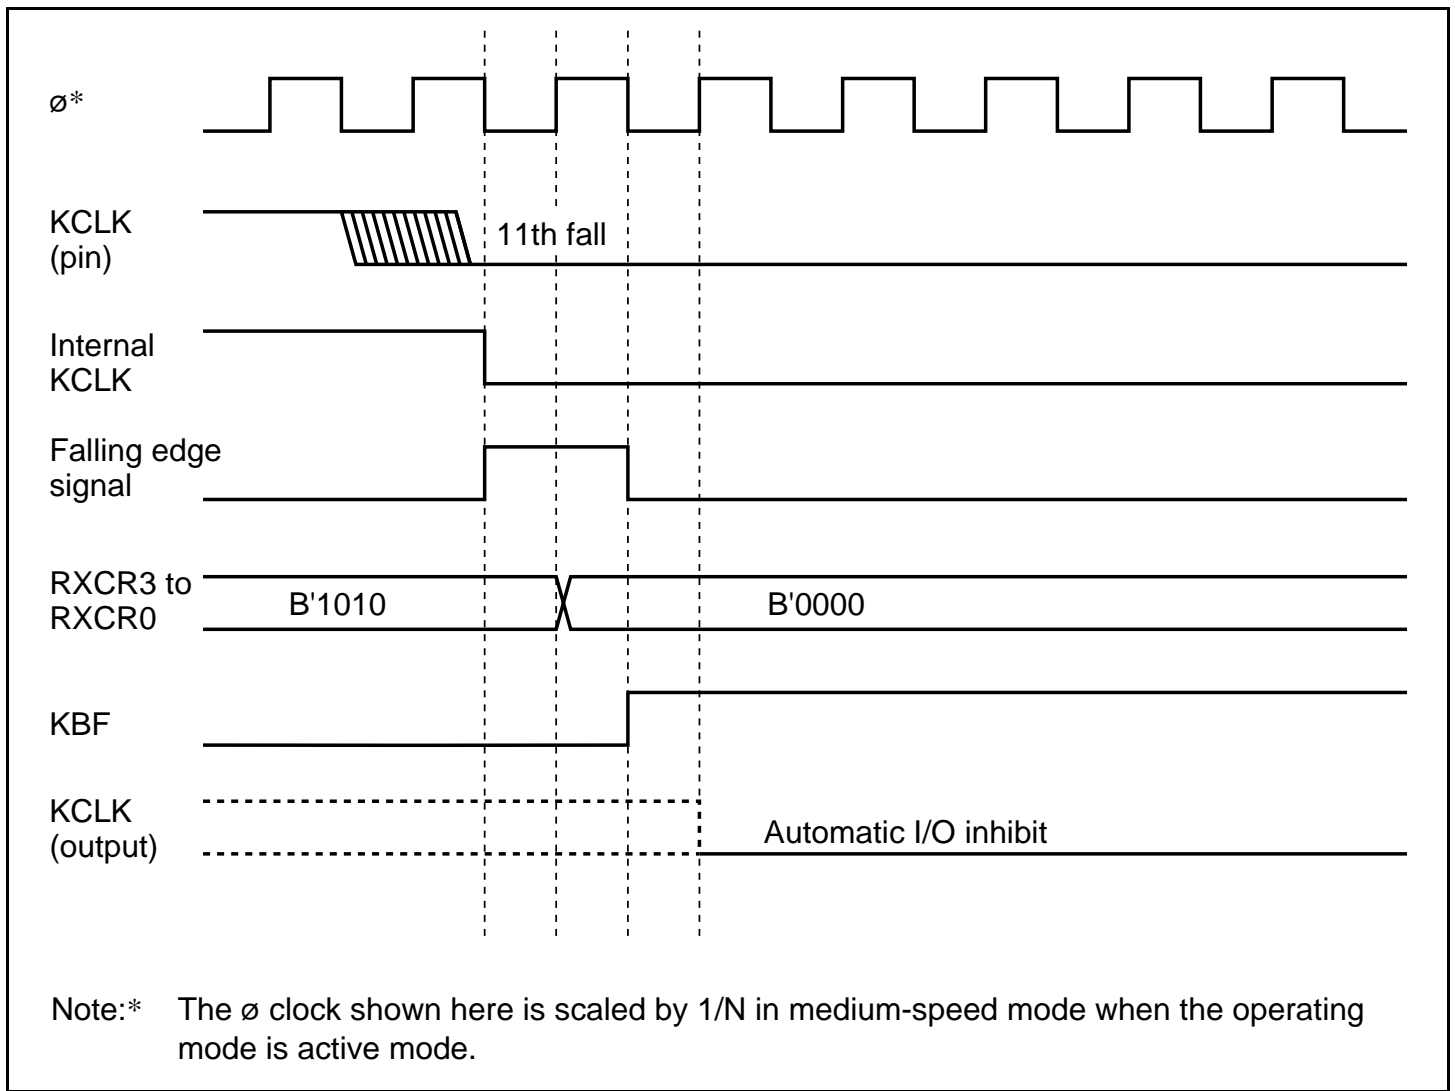 ø*
KCLK
(pin)
11th fall
Internal
KCLK
Falling edge
signal
RXCR3 to
RXCR0
B'1010
B'0000
KBF
KCLK
(output)
Automatic I/O inhibit
Note:* The ø clock shown here is scaled by 1/N in medium-speed mode when the operating
mode is active mode.